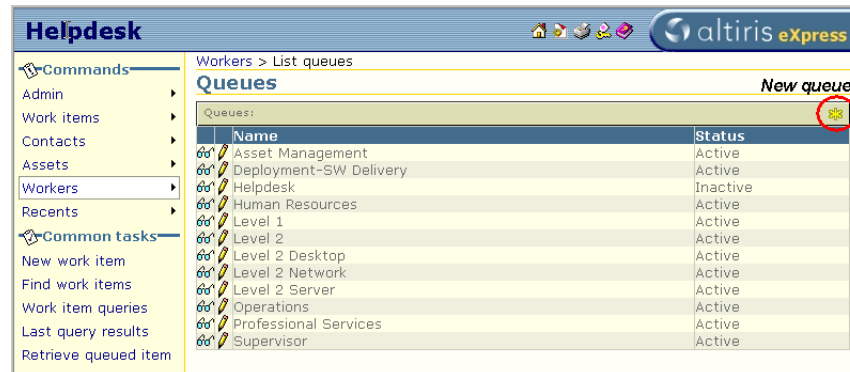 Helpdesk
altiris eXpress
Commands
Admin
Work items
Contacts
Assets
Workers
Recents
Common tasks
New work item
Find work items
Work item queries
Last query results
Retrieve queued item
Workers > List queues
Queues
New queue
Queues:
Name Status
Asset Management Active
Deployment-SW Delivery Active
Helpdesk Inactive
Human Resources Active
Level 1 Active
Level 2 Active
Level 2 Desktop Active
Level 2 Network Active
Level 2 Server Active
Operations Active
Professional Services Active
Supervisor Active